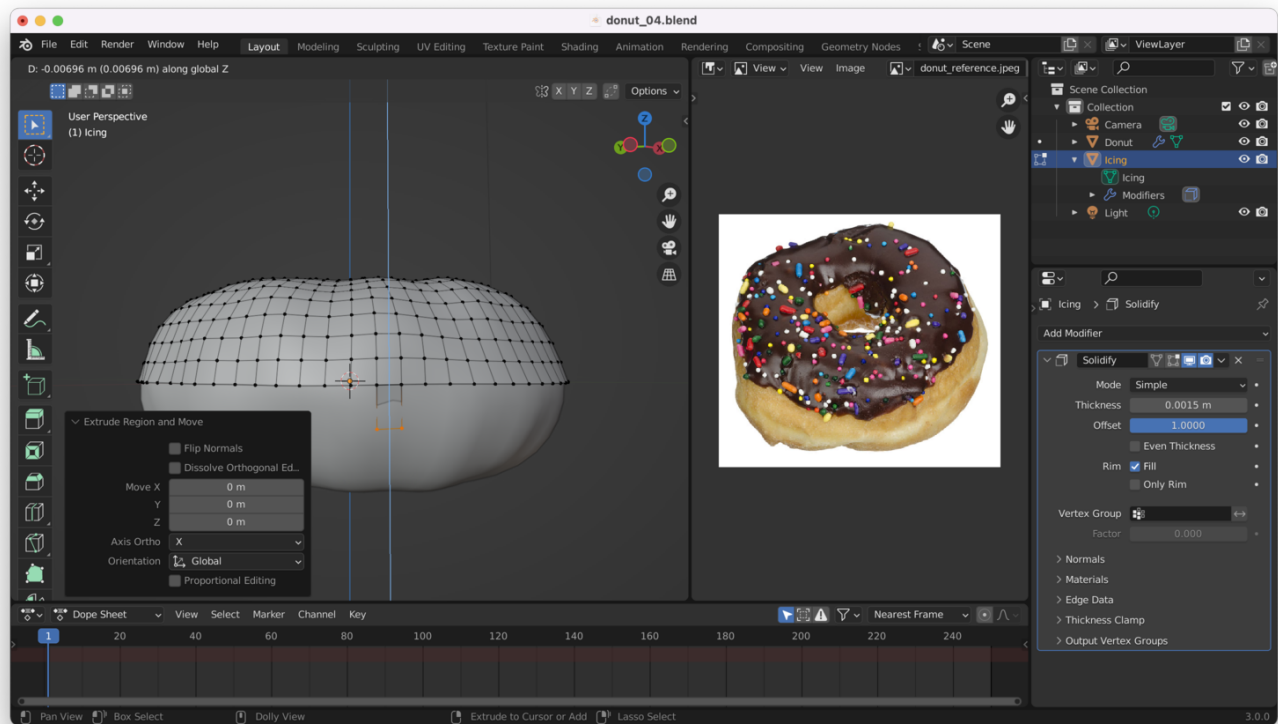 donut_04.blend
File Edit Render Window Help Layout Modeling Sculpting UV Editing Texture Paint Shading Animation Rendering Compositing Geometry Nodes Scene ViewLayer
D: -0.00696 m (0.00696 m) along global Z
View View Image donut_reference.jpeg
X Y Z Options
User Perspective
(1) Icing
Z
Y X
Scene Collection
Collection
Camera
Donut
Icing
Icing
Modifiers
Light
Icing > Solidify
Add Modifier
Solidify
Mode Simple
Thickness 0.0015 m
Offset 1.0000
Even Thickness
Rim Fill
Only Rim
Vertex Group
Factor 0.000
Normals
Materials
Edge Data
Thickness Clamp
Output Vertex Groups
Extrude Region and Move
Flip Normals
Dissolve Orthogonal Ed...
Move X 0 m
Y 0 m
Z 0 m
Axis Ortho X
Orientation Global
Proportional Editing
Dope Sheet View Select Marker Channel Key Nearest Frame
1 20 40 60 80 100 120 140 160 180 200 220 240
Pan View Box Select Dolly View Extrude to Cursor or Add Lasso Select 3.0.0